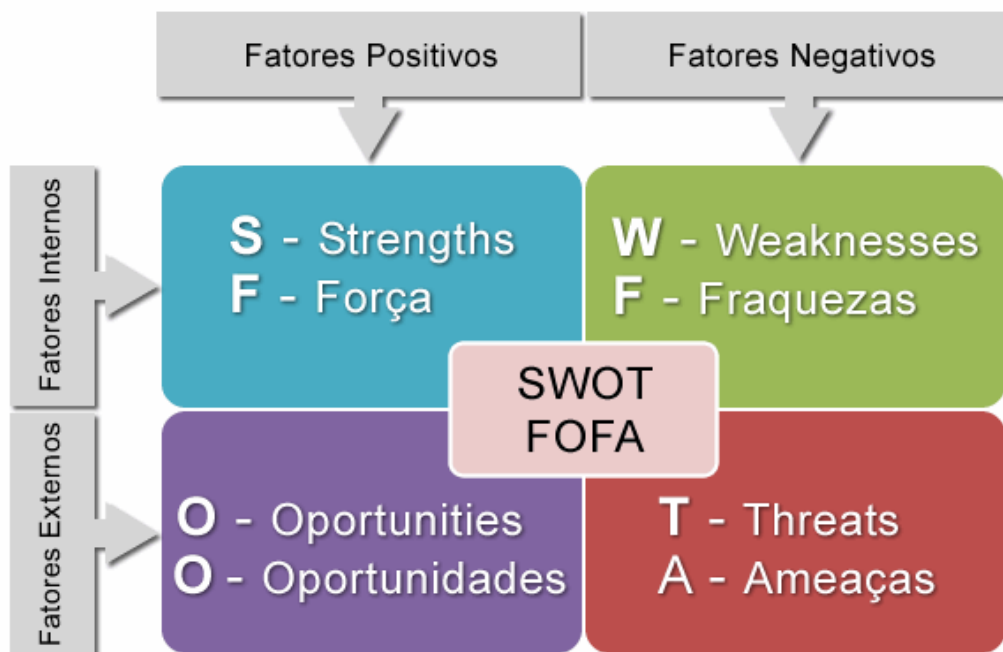 Fatores Positivos
Fatores Negativos
Fatores Internos
S - Strengths
F - Força
W - Weaknesses
F - Fraquezas
SWOT
FOFA
Fatores Externos
O - Oportunities
O - Oportunidades
T - Threats
A - Ameaças